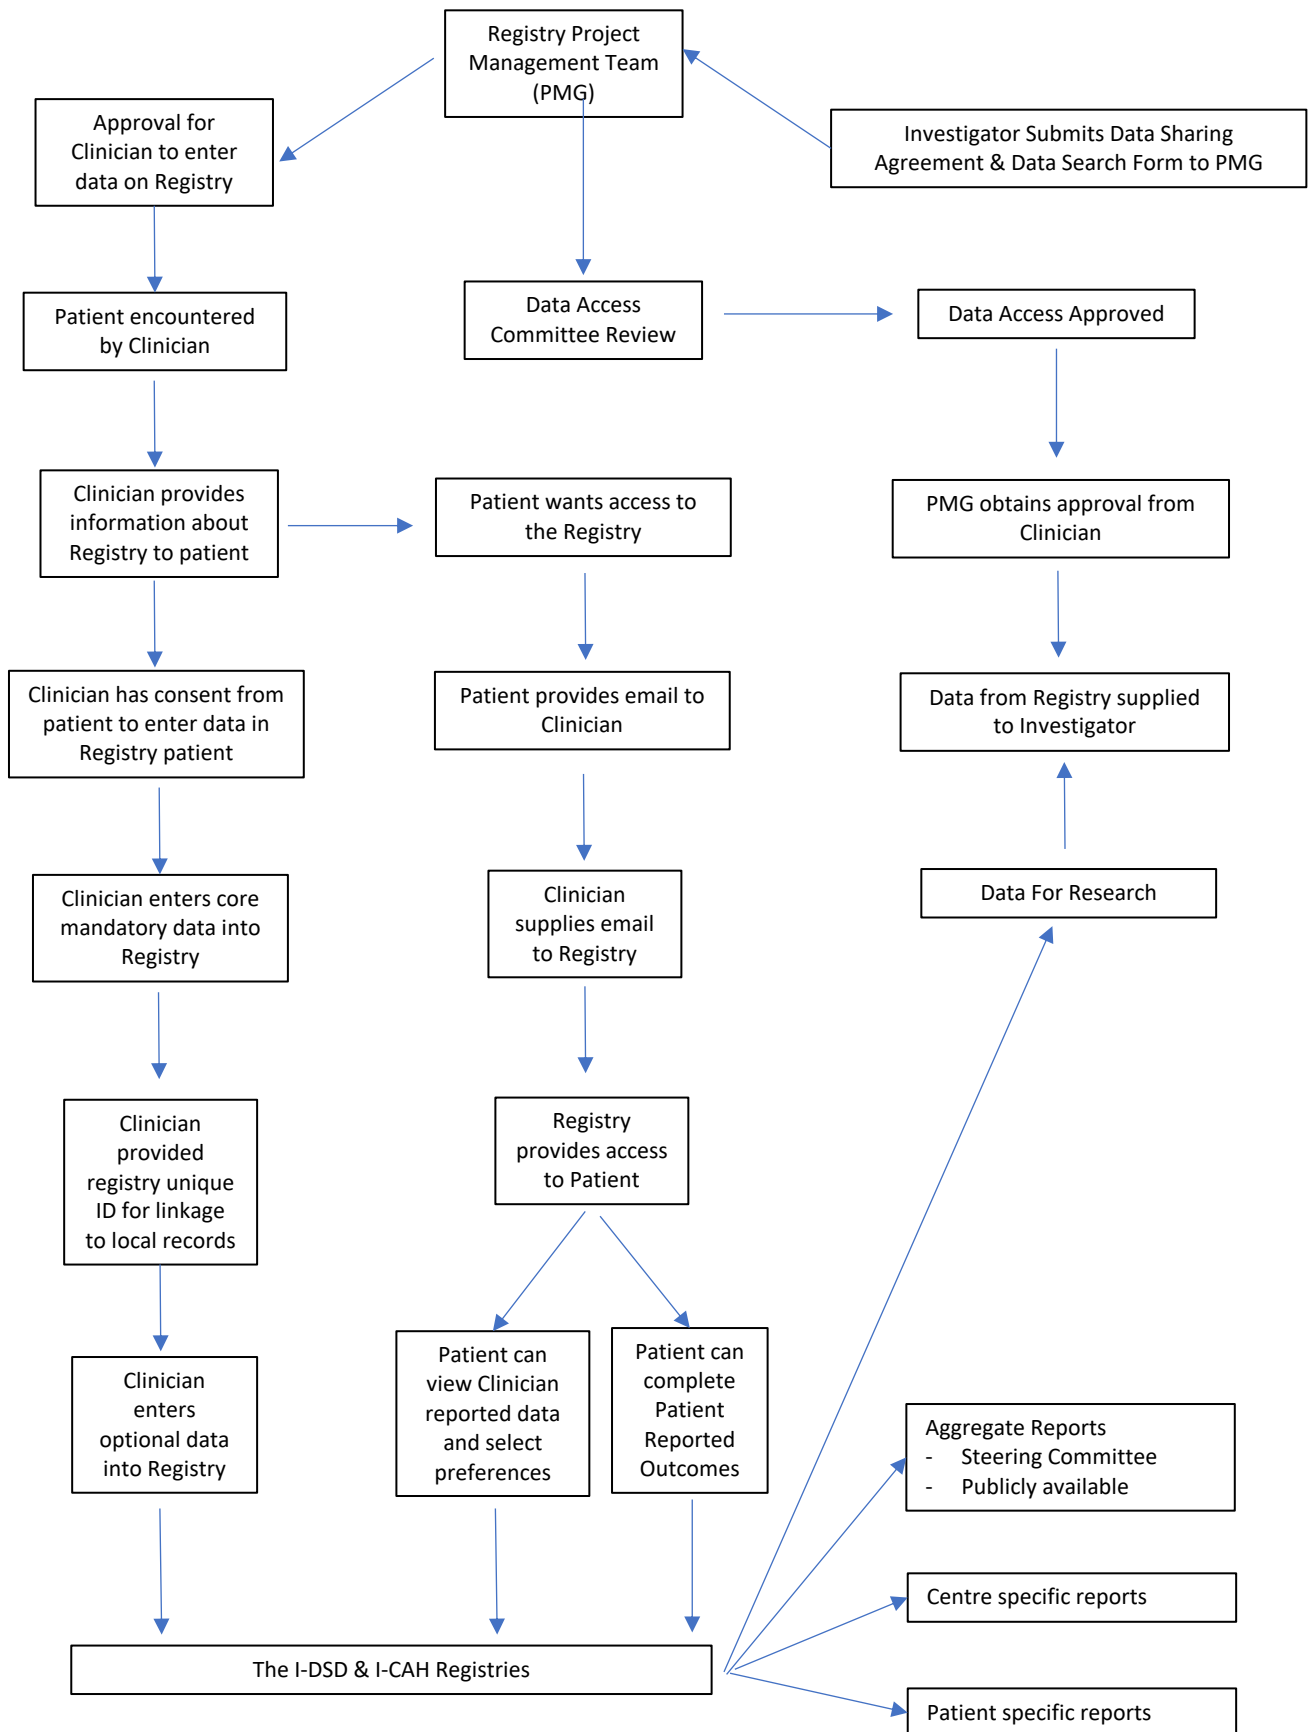 Registry Project
Management Team
(PMG)
Approval for
Clinician to enter
data on Registry
Investigator Submits Data Sharing
Agreement & Data Search Form to PMG
Patient encountered
by Clinician
Data Access
Committee Review
Data Access Approved
Clinician provides
information about
Registry to patient
Patient wants access to
the Registry
PMG obtains approval from
Clinician
Clinician has consent from
patient to enter data in
Registry patient
Patient provides email to
Clinician
Data from Registry supplied
to Investigator
Clinician enters core
mandatory data into
Registry
Clinician
supplies email
to Registry
Data For Research
Clinician
provided
registry unique
ID for linkage
to local records
Registry
provides access
to Patient
Clinician
enters
optional data
into Registry
Patient can
view Clinician
reported data
and select
preferences
Patient can
complete
Patient
Reported
Outcomes
Aggregate Reports
- Steering Committee
- Publicly available
Centre specific reports
The I-DSD & I-CAH Registries
Patient specific reports